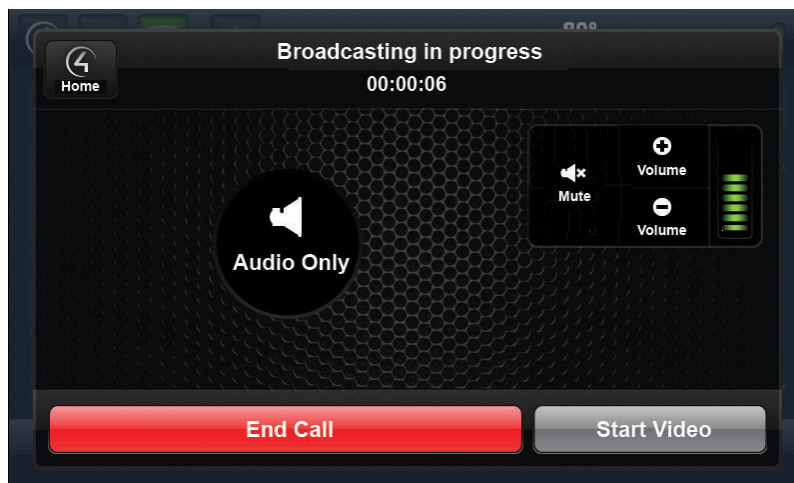 Broadcasting in progress
00:00:06
Home
Volume
Mute
Volume
Audio Only
End Call
Start Video